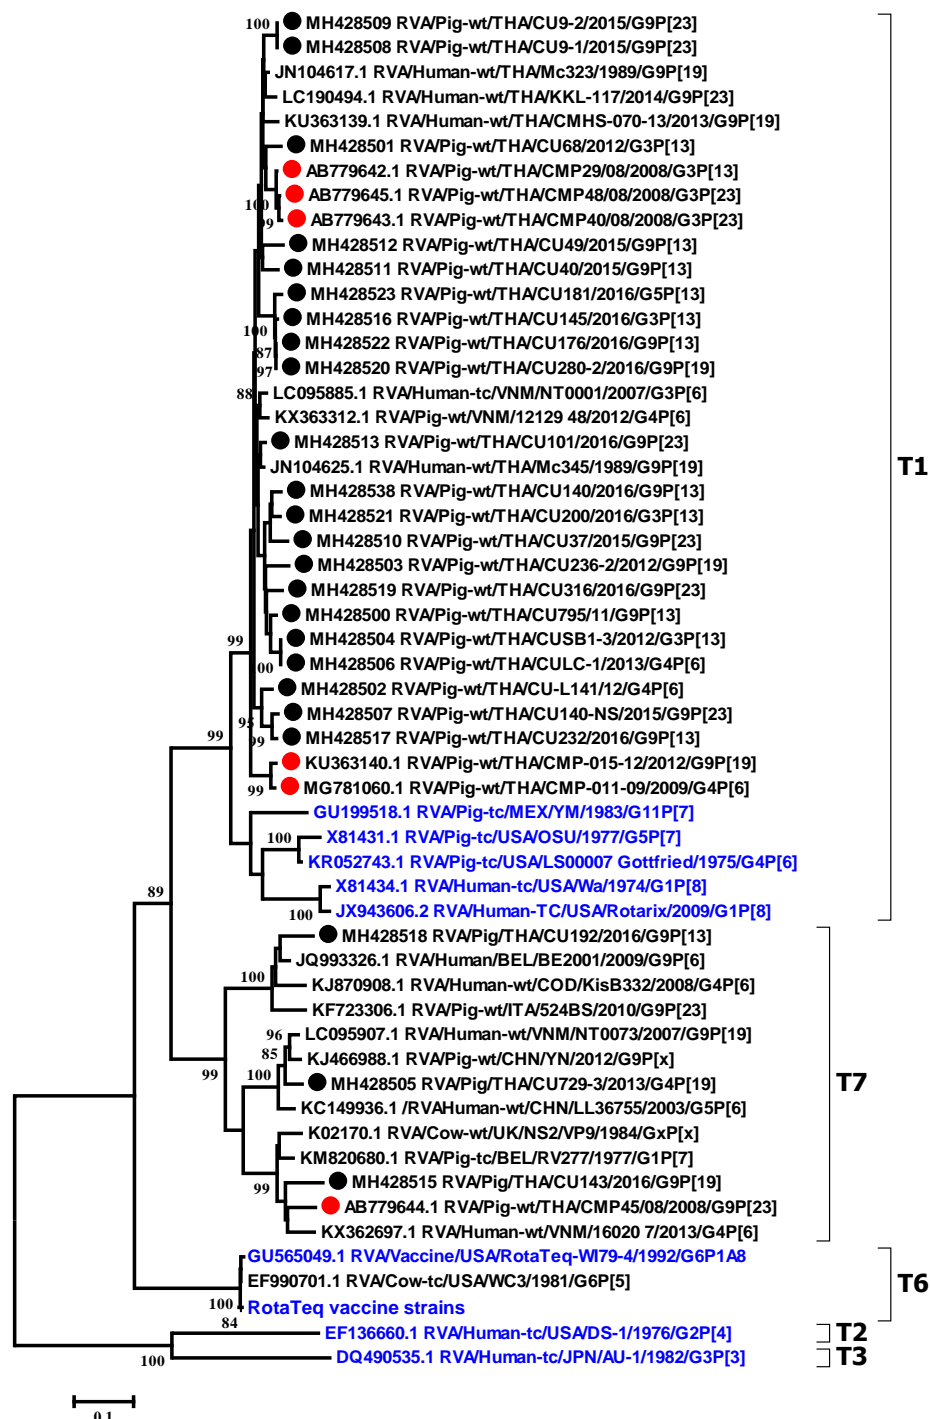 100
MH428509 RVA/Pig-wt/THA/CU9-2/2015/G9P[23]
MH428508 RVA/Pig-wt/THA/CU9-1/2015/G9P[23]
JN104617.1 RVA/Human-wt/THA/Mc323/1989/G9P[19]
LC190494.1 RVA/Human-wt/THA/KKL-117/2014/G9P[23]
KU363139.1 RVA/Human-wt/THA/CMHS-070-13/2013/G9P[19]
MH428501 RVA/Pig-wt/THA/CU68/2012/G3P[13]
AB779642.1 RVA/Pig-wt/THA/CMP29/08/2008/G3P[13]
AB779645.1 RVA/Pig-wt/THA/CMP48/08/2008/G3P[23]
100
AB779643.1 RVA/Pig-wt/THA/CMP40/08/2008/G3P[23]
99
MH428512 RVA/Pig-wt/THA/CU49/2015/G9P[13]
MH428511 RVA/Pig-wt/THA/CU40/2015/G9P[13]
MH428523 RVA/Pig-wt/THA/CU181/2016/G5P[13]
MH428516 RVA/Pig-wt/THA/CU145/2016/G3P[13]
100
MH428522 RVA/Pig-wt/THA/CU176/2016/G9P[13]
87
MH428520 RVA/Pig-wt/THA/CU280-2/2016/G9P[19]
97
88
LC095885.1 RVA/Human-tc/VNM/NT0001/2007/G3P[6]
KX363312.1 RVA/Pig-wt/VNM/12129 48/2012/G4P[6]
MH428513 RVA/Pig-wt/THA/CU101/2016/G9P[23]
JN104625.1 RVA/Human-wt/THA/Mc345/1989/G9P[19]
T1
MH428538 RVA/Pig-wt/THA/CU140/2016/G9P[13]
MH428521 RVA/Pig-wt/THA/CU200/2016/G3P[13]
MH428510 RVA/Pig-wt/THA/CU37/2015/G9P[23]
MH428503 RVA/Pig-wt/THA/CU236-2/2012/G9P[19]
MH428519 RVA/Pig-wt/THA/CU316/2016/G9P[23]
MH428500 RVA/Pig-wt/THA/CU795/11/G9P[13]
MH428504 RVA/Pig-wt/THA/CUSB1-3/2012/G3P[13]
99
MH428506 RVA/Pig-wt/THA/CULC-1/2013/G4P[6]
00
MH428502 RVA/Pig-wt/THA/CU-L141/12/G4P[6]
MH428507 RVA/Pig-wt/THA/CU140-NS/2015/G9P[23]
95
MH428517 RVA/Pig-wt/THA/CU232/2016/G9P[13]
99
99
KU363140.1 RVA/Pig-wt/THA/CMP-015-12/2012/G9P[19]
MG781060.1 RVA/Pig-wt/THA/CMP-011-09/2009/G4P[6]
99
GU199518.1 RVA/Pig-tc/MEX/YM/1983/G11P[7]
100
X81431.1 RVA/Pig-tc/USA/OSU/1977/G5P[7]
KR052743.1 RVA/Pig-tc/USA/LS00007 Gottfried/1975/G4P[6]
X81434.1 RVA/Human-tc/USA/Wa/1974/G1P[8]
89
JX943606.2 RVA/Human-TC/USA/Rotarix/2009/G1P[8]
100
MH428518 RVA/Pig/THA/CU192/2016/G9P[13]
JQ993326.1 RVA/Human/BEL/BE2001/2009/G9P[6]
100
KJ870908.1 RVA/Human-wt/COD/KisB332/2008/G4P[6]
KF723306.1 RVA/Pig-wt/ITA/524BS/2010/G9P[23]
96
LC095907.1 RVA/Human-wt/VNM/NT0073/2007/G9P[19]
85
KJ466988.1 RVA/Pig-wt/CHN/YN/2012/G9P[x]
99
100
MH428505 RVA/Pig/THA/CU729-3/2013/G4P[19]
T7
KC149936.1 /RVAHuman-wt/CHN/LL36755/2003/G5P[6]
K02170.1 RVA/Cow-wt/UK/NS2/VP9/1984/GxP[x]
KM820680.1 RVA/Pig-tc/BEL/RV277/1977/G1P[7]
MH428515 RVA/Pig/THA/CU143/2016/G9P[19]
99
AB779644.1 RVA/Pig-wt/THA/CMP45/08/2008/G9P[23]
KX362697.1 RVA/Human-wt/VNM/16020 7/2013/G4P[6]
GU565049.1 RVA/Vaccine/USA/RotaTeq-WI79-4/1992/G6P1A8
EF990701.1 RVA/Cow-tc/USA/WC3/1981/G6P[5]
T6
100
RotaTeq vaccine strains
84
EF136660.1 RVA/Human-tc/USA/DS-1/1976/G2P[4]
T2
100
DQ490535.1 RVA/Human-tc/JPN/AU-1/1982/G3P[3]
T3
0.1